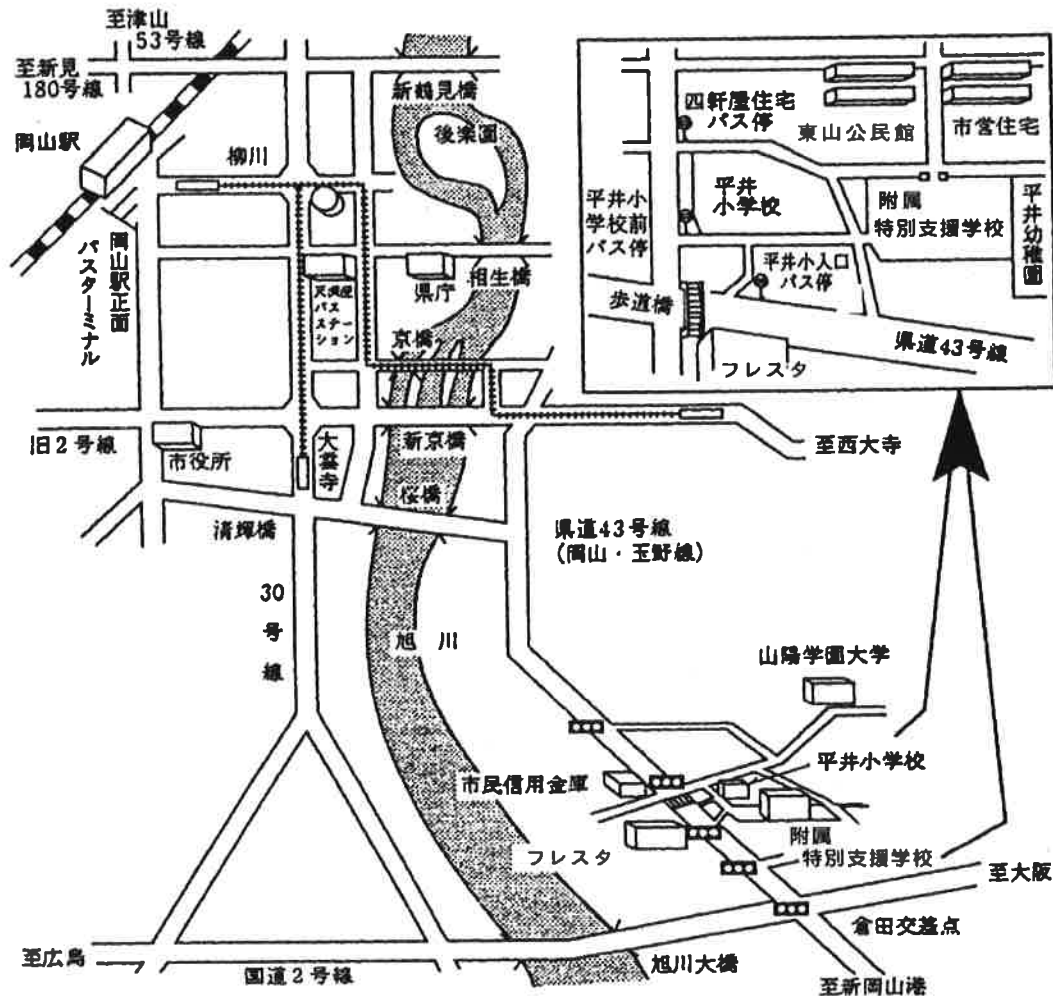 至津山
53号線
至新見
180号線
岡山駅
柳川
新鶴見橋
後楽園
岡山駅正面
バスターミナル
天満屋
バス
ステー
ション
県庁
相生橋
京橋
旧2号線
市役所
大雲寺
新京橋
桜橋
清輝橋
至西大寺
県道43号線
(岡山・玉野線)
30号線
旭川
山陽学園大学
平井小学校
市民信用金庫
フレスタ
附属
特別支援学校
至大阪
倉田交差点
至広島
国道2号線
旭川大橋
至新岡山港
四軒屋住宅
バス停
東山公民館
市営住宅
平井小
学校前
バス停
平井
小学校
附属
特別支援学校
平井幼稚園
平井小入口
バス停
歩道橋
県道43号線
フレスタ